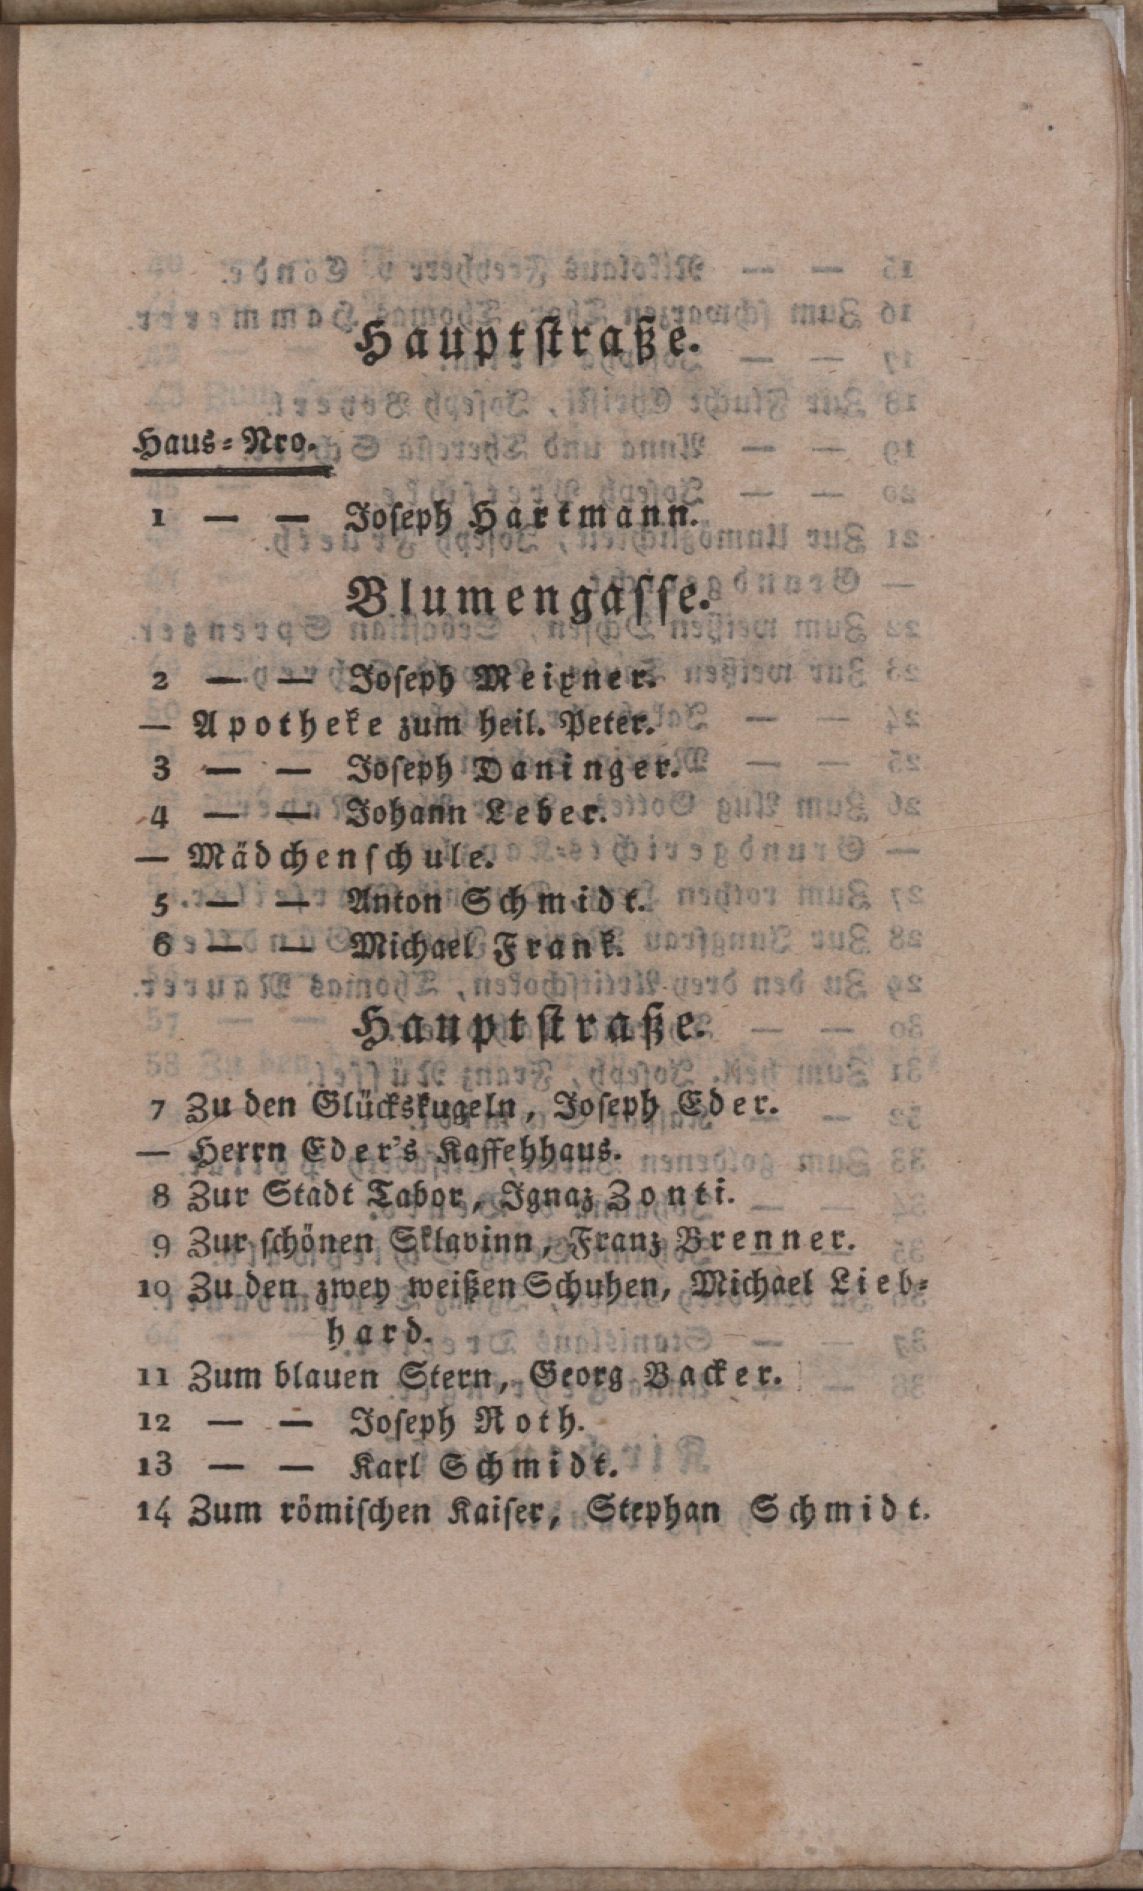 Hauptstraße.
Haus-Nro.
1 — — Joseph Hartmann.
Blumengasse.
2 — — Joseph Meixner.
— Apotheke zum heil. Peter.
3 — — Joseph Daninger.
4 — — Johann Leber.
— Mädchenschule.
5 — — Anton Schmidt.
6 — — Michael Frank.
Hauptstraße.
7 Zu den Glückskugeln, Joseph Eder.
— Herrn Eder's Kaffehhaus.
8 Zur Stadt Tabor, Ignaz Zonti.
9 Zur schönen Sklavinn, Franz Brenner.
10 Zu den zwey weißen Schuhen, Michael Lieb-
hard.
11 Zum blauen Stern, Georg Backer.
12 — — Joseph Roth.
13 — — Karl Schmidt.
14 Zum römischen Kaiser, Stephan Schmidt.